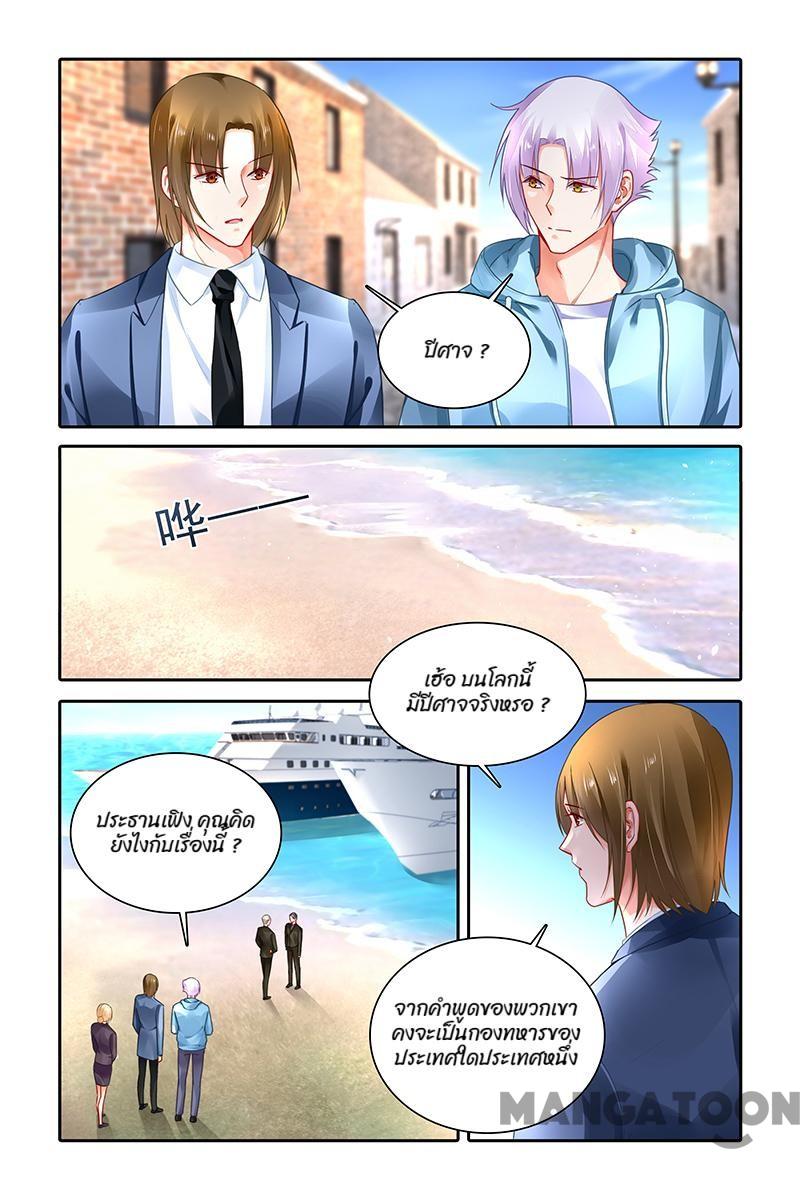 ปีศาจ ?
哗——
เฮ้อ บนโลกนี้
มีปีศาจจริงหรอ ?
ประธานเฟิง คุณคิด
ยังไงกับเรื่องนี้ ?
จากคำพูดของพวกเขา
คงจะเป็นกองทหารของ
ประเทศใดประเทศหนึ่ง
MANGATOON